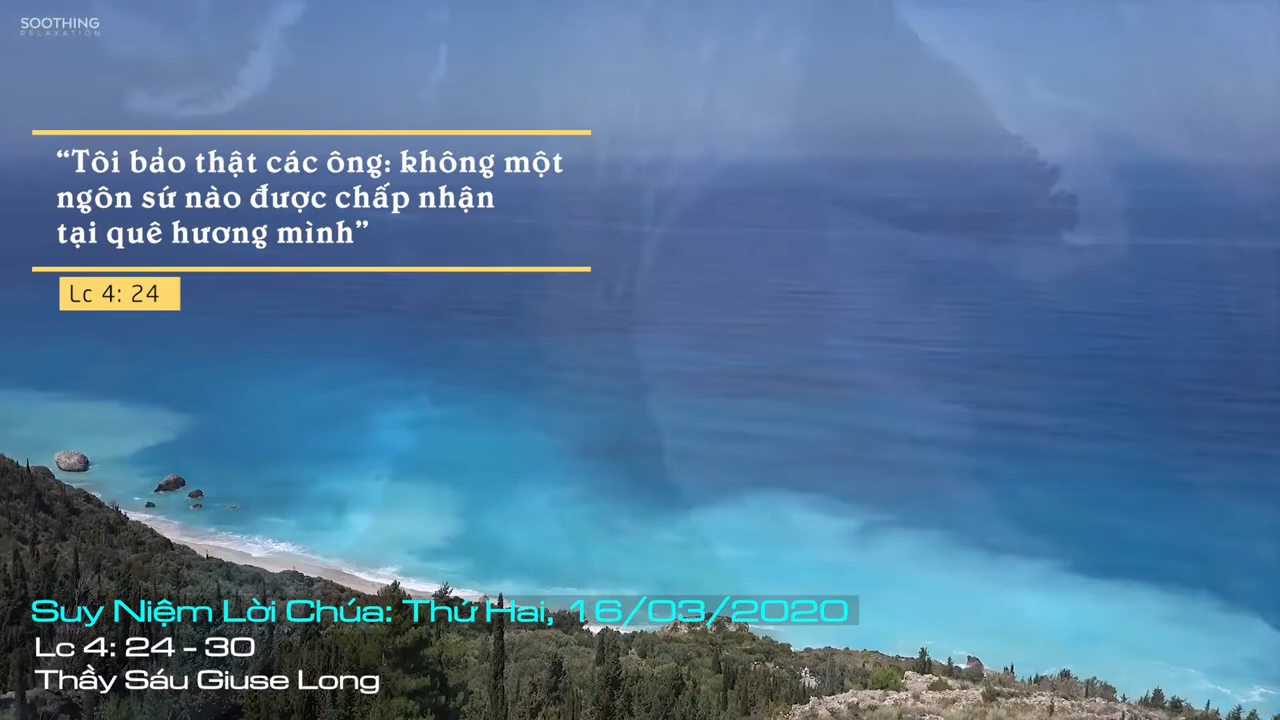 SOOTHING
RELAXATION
“Tôi bảo thật các ông: không một
ngôn sứ nào được chấp nhận
tại quê hương mình”
Lc 4: 24
Suy Niệm Lời Chúa: Thứ Hai, 16/03/2020
Lc 4: 24 - 30
Thầy Sáu Giuse Long